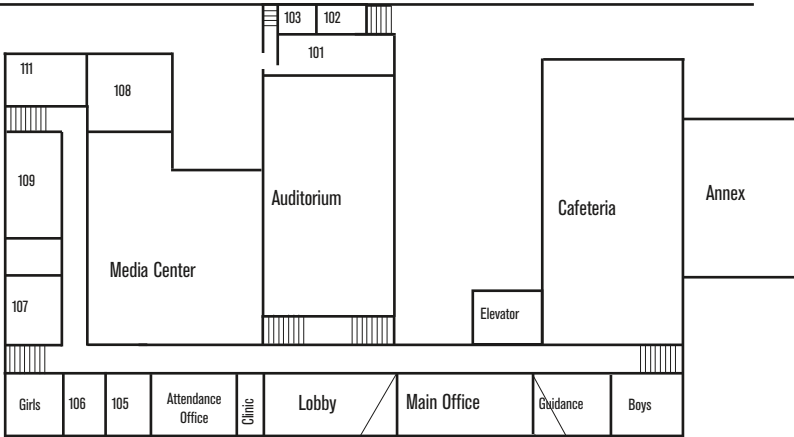 103
102
101
111
108
109
Auditorium
Cafeteria
Annex
Media Center
107
Elevator
Girls
106
105
Attendance
Office
Clinic
Lobby
Main Office
Guidance
Boys